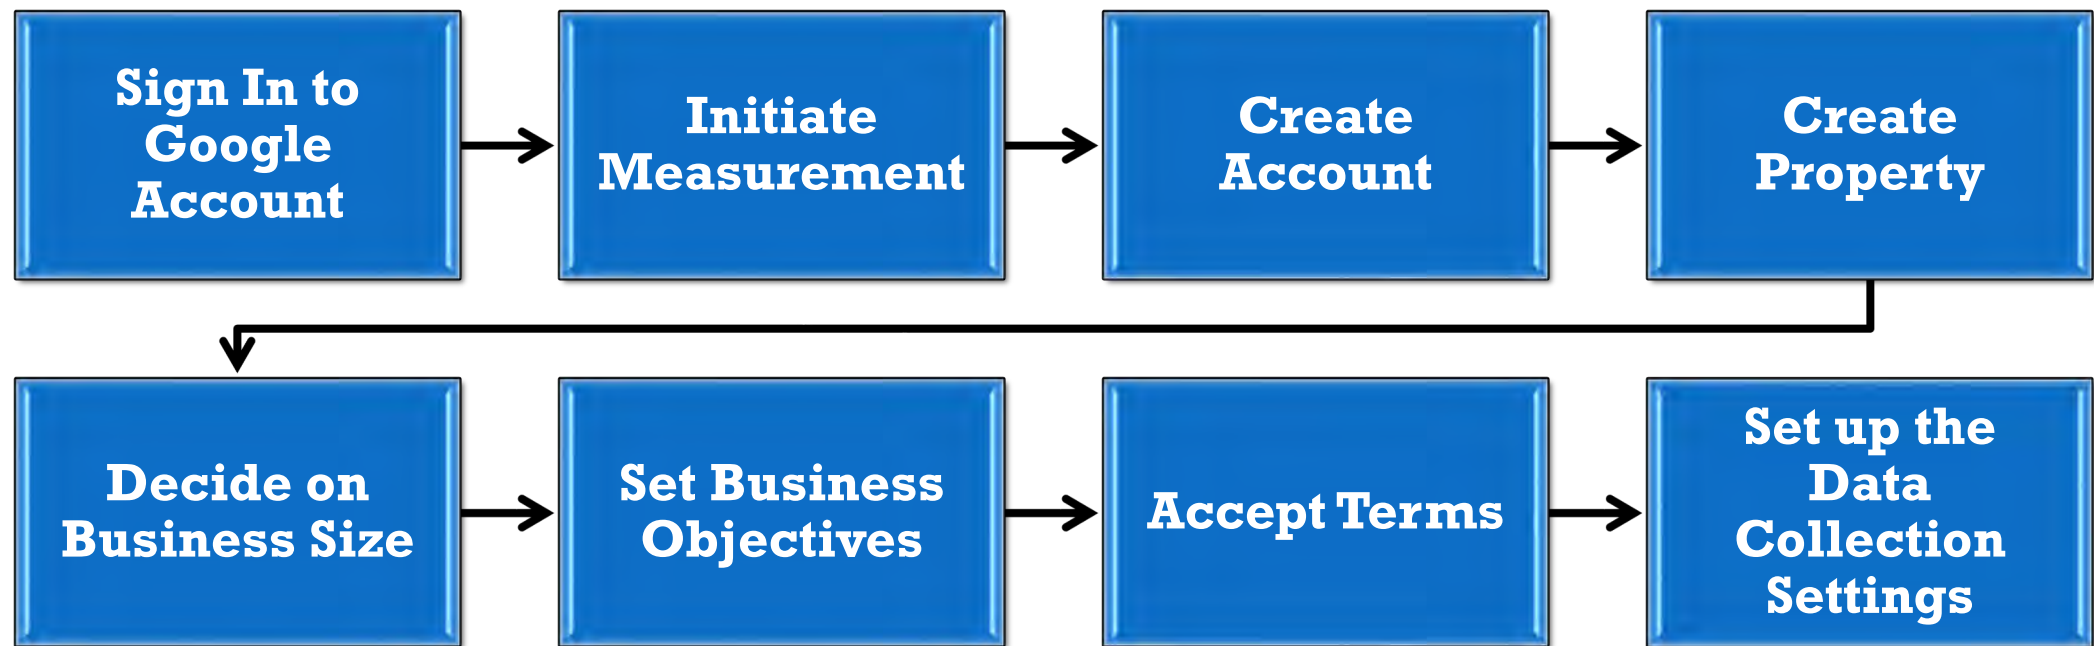 Sign In to
Google
Account
Initiate
Measurement
Create
Account
Create
Property
Decide on
Business Size
Set Business
Objectives
Accept Terms
Set up the
Data
Collection
Settings